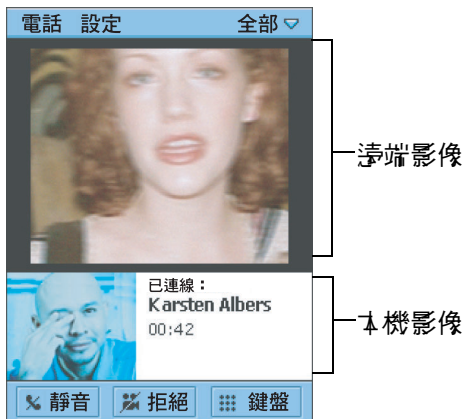 電話 設定 全部
遠端影像
已連線：
Karsten Albers
00:42
本機影像
靜音 拒絕 鍵盤